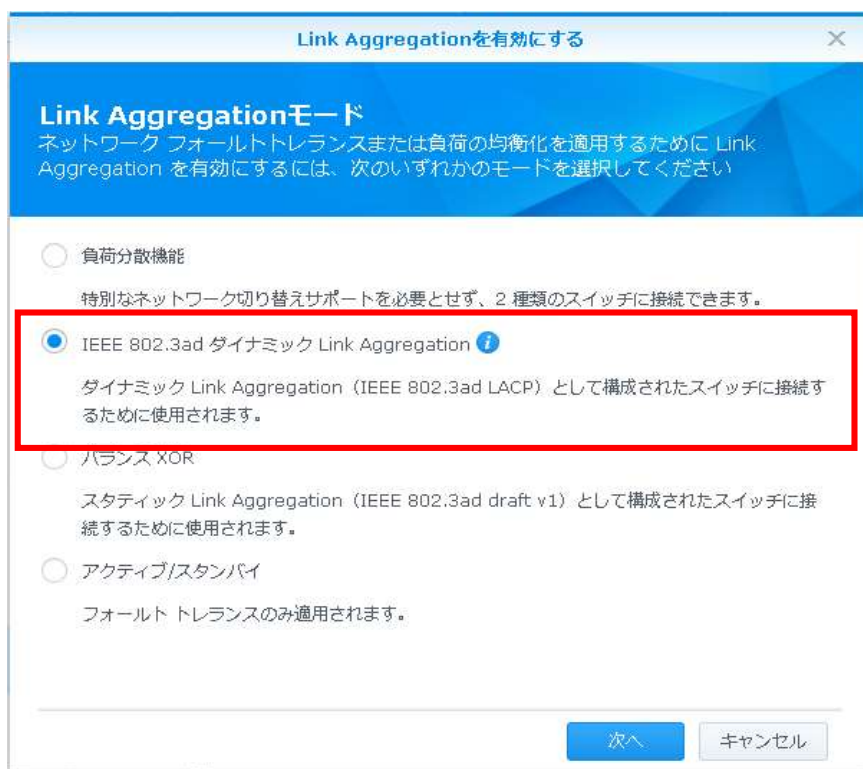 Link Aggregationを有効にする
Link Aggregationモード
ネットワーク フォールトトレランスまたは負荷の均衡化を適用するために Link
Aggregation を有効にするには、次のいずれかのモードを選択してください
負荷分散機能
特別なネットワーク切り替えサポートを必要とせず、2 種類のスイッチに接続できます。
IEEE 802.3ad ダイナミック Link Aggregation
ダイナミック Link Aggregation（IEEE 802.3ad LACP）として構成されたスイッチに接続す
るために使用されます。
バランス XOR
スタティック Link Aggregation（IEEE 802.3ad draft v1）として構成されたスイッチに接
続するために使用されます。
アクティブ/スタンバイ
フォールト トレランスのみ適用されます。
次へ
キャンセル